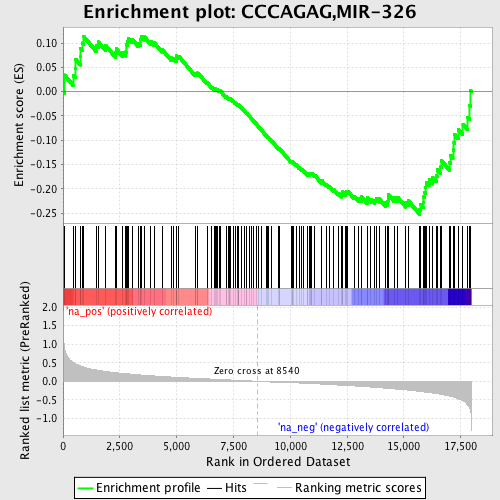 Enrichment plot: CCCAGAG,MIR-326
Enrichment score (ES)
0.10
0.05
0.00
-0.05
-0.10
-0.15
-0.20
-0.25
'na_pos' (positively correlated)
Ranked list metric (PreRanked)
2.0
1.5
1.0
0.5
0.0
-0.5
-1.0
Zero cross at 8540
'na_neg' (negatively correlated)
0
2,500
5,000
7,500
10,000
12,500
15,000
17,500
Rank in Ordered Dataset
Enrichment profile
Hits
Ranking metric scores